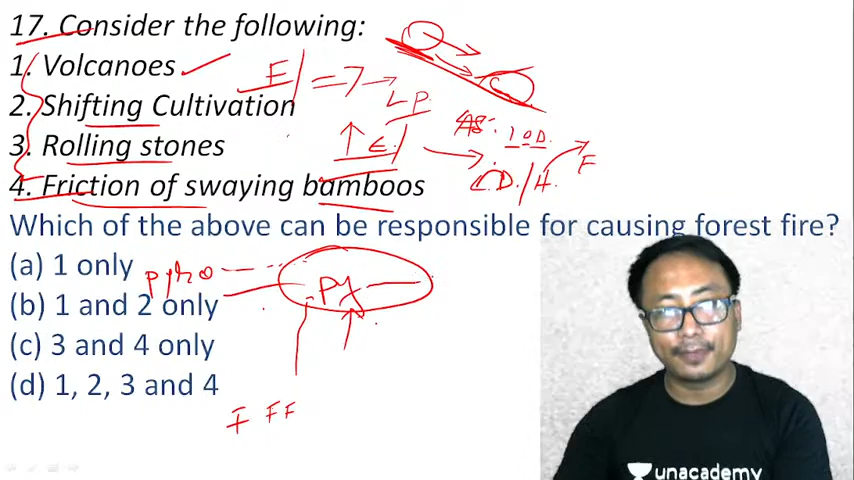 17. Consider the following:
1. Volcanoes
2. Shifting Cultivation
3. Rolling stones
4. Friction of swaying bamboos
Which of the above can be responsible for causing forest fire?
(a) 1 only
(b) 1 and 2 only
(c) 3 and 4 only
(d) 1, 2, 3 and 4
pyro
py
unacademy